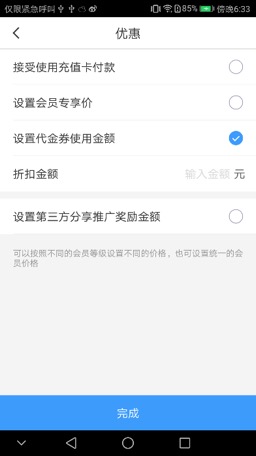 仅限紧急呼叫 85% 傍晚6:33
优惠
接受使用充值卡付款
设置会员专享价
设置代金券使用金额
折扣金额 输入金额 元
设置第三方分享推广奖励金额
可以按照不同的会员等级设置不同的价格，也可设置统一的会
员价格
完成